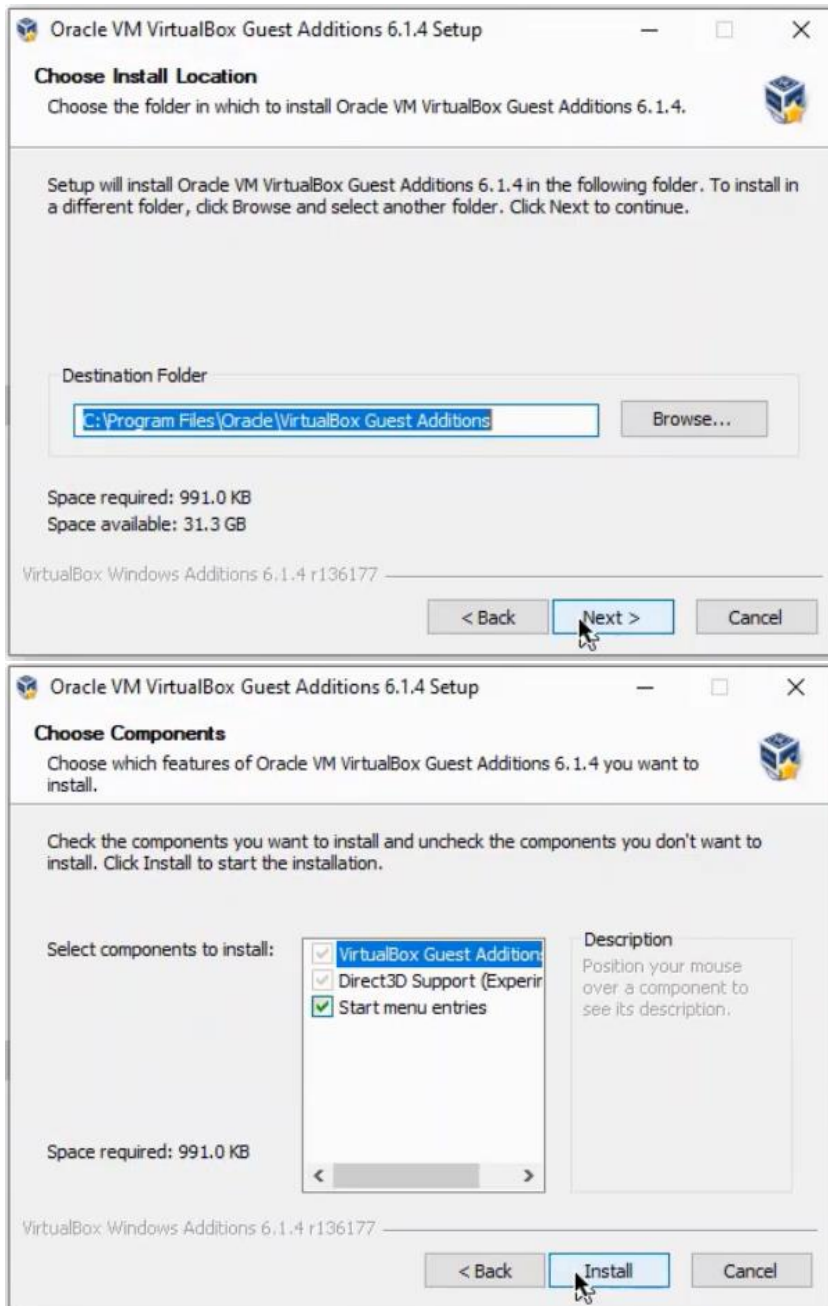 Oracle VM VirtualBox Guest Additions 6.1.4 Setup
Choose Install Location
Choose the folder in which to install Oracle VM VirtualBox Guest Additions 6.1.4.
Setup will install Oracle VM VirtualBox Guest Additions 6.1.4 in the following folder. To install in
a different folder, click Browse and select another folder. Click Next to continue.
Destination Folder
C:\Program Files\Oracle\VirtualBox Guest Additions
Browse...
Space required: 991.0 KB
Space available: 31.3 GB
VirtualBox Windows Additions 6.1.4 r136177
< Back Next > Cancel
Oracle VM VirtualBox Guest Additions 6.1.4 Setup
Choose Components
Choose which features of Oracle VM VirtualBox Guest Additions 6.1.4 you want to
install.
Check the components you want to install and uncheck the components you don't want to
install. Click Install to start the installation.
Select components to install:
VirtualBox Guest Addition
Direct3D Support (Experir
Start menu entries
Description
Position your mouse
over a component to
see its description.
Space required: 991.0 KB
VirtualBox Windows Additions 6.1.4 r136177
< Back Install Cancel